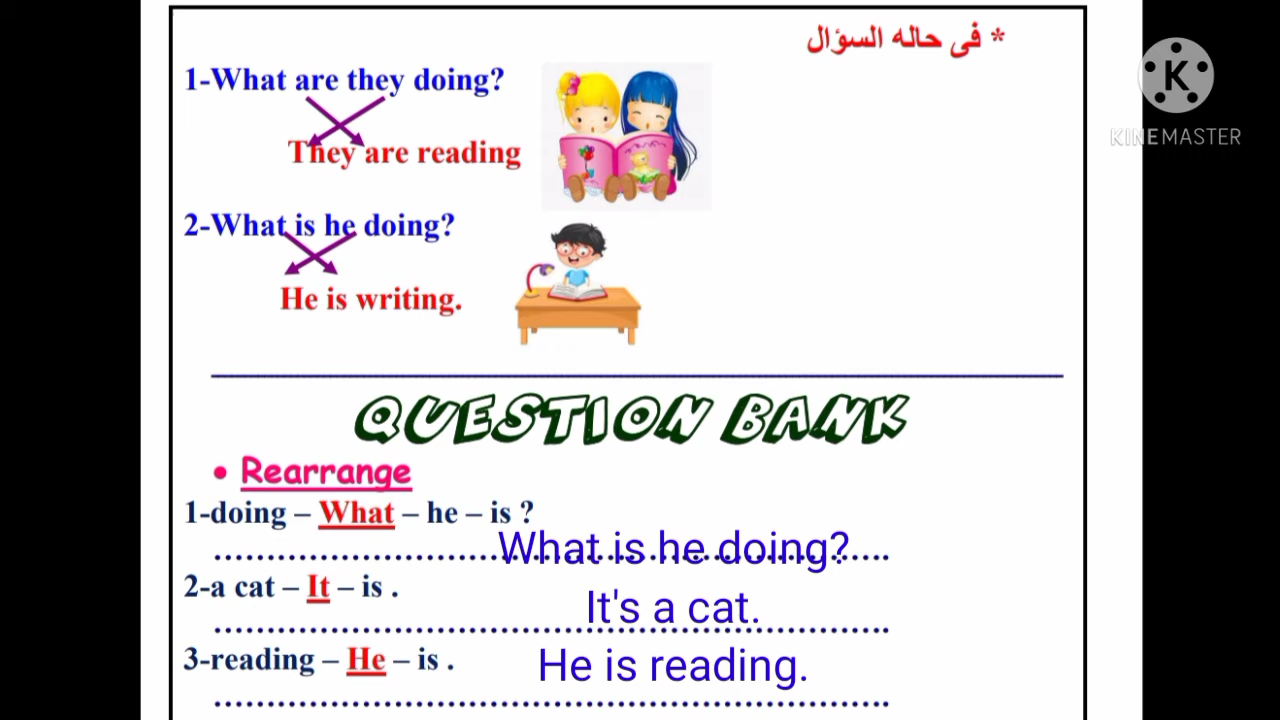 * فى حاله السؤال
1-What are they doing?
They are reading
2-What is he doing?
He is writing.
KINEMASTER
QUESTION BANK
• Rearrange
1-doing – What – he – is ?
What is he doing?
2-a cat – It – is .
It's a cat.
3-reading – He – is .
He is reading.